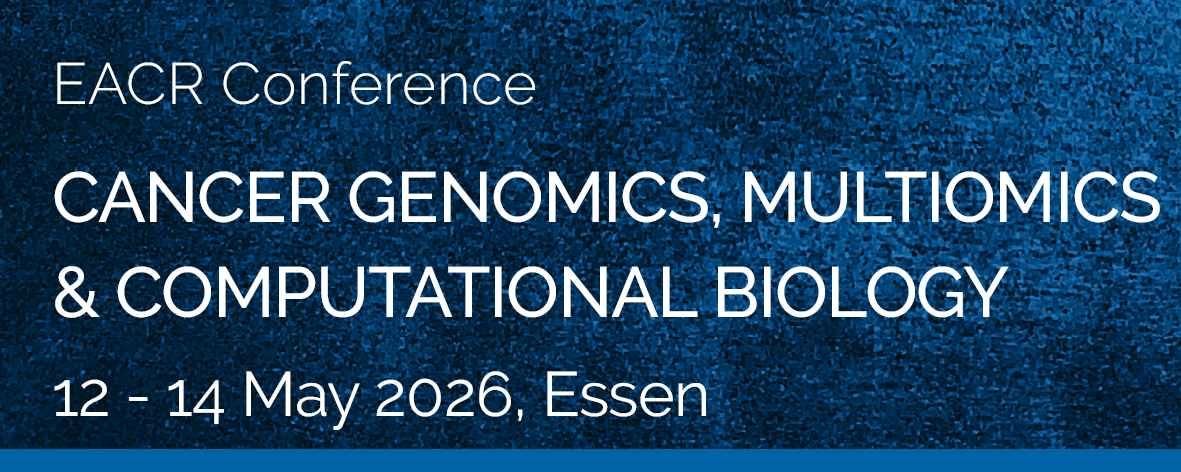 EACR Conference
CANCER GENOMICS, MULTIOMICS
& COMPUTATIONAL BIOLOGY
12 - 14 May 2026, Essen